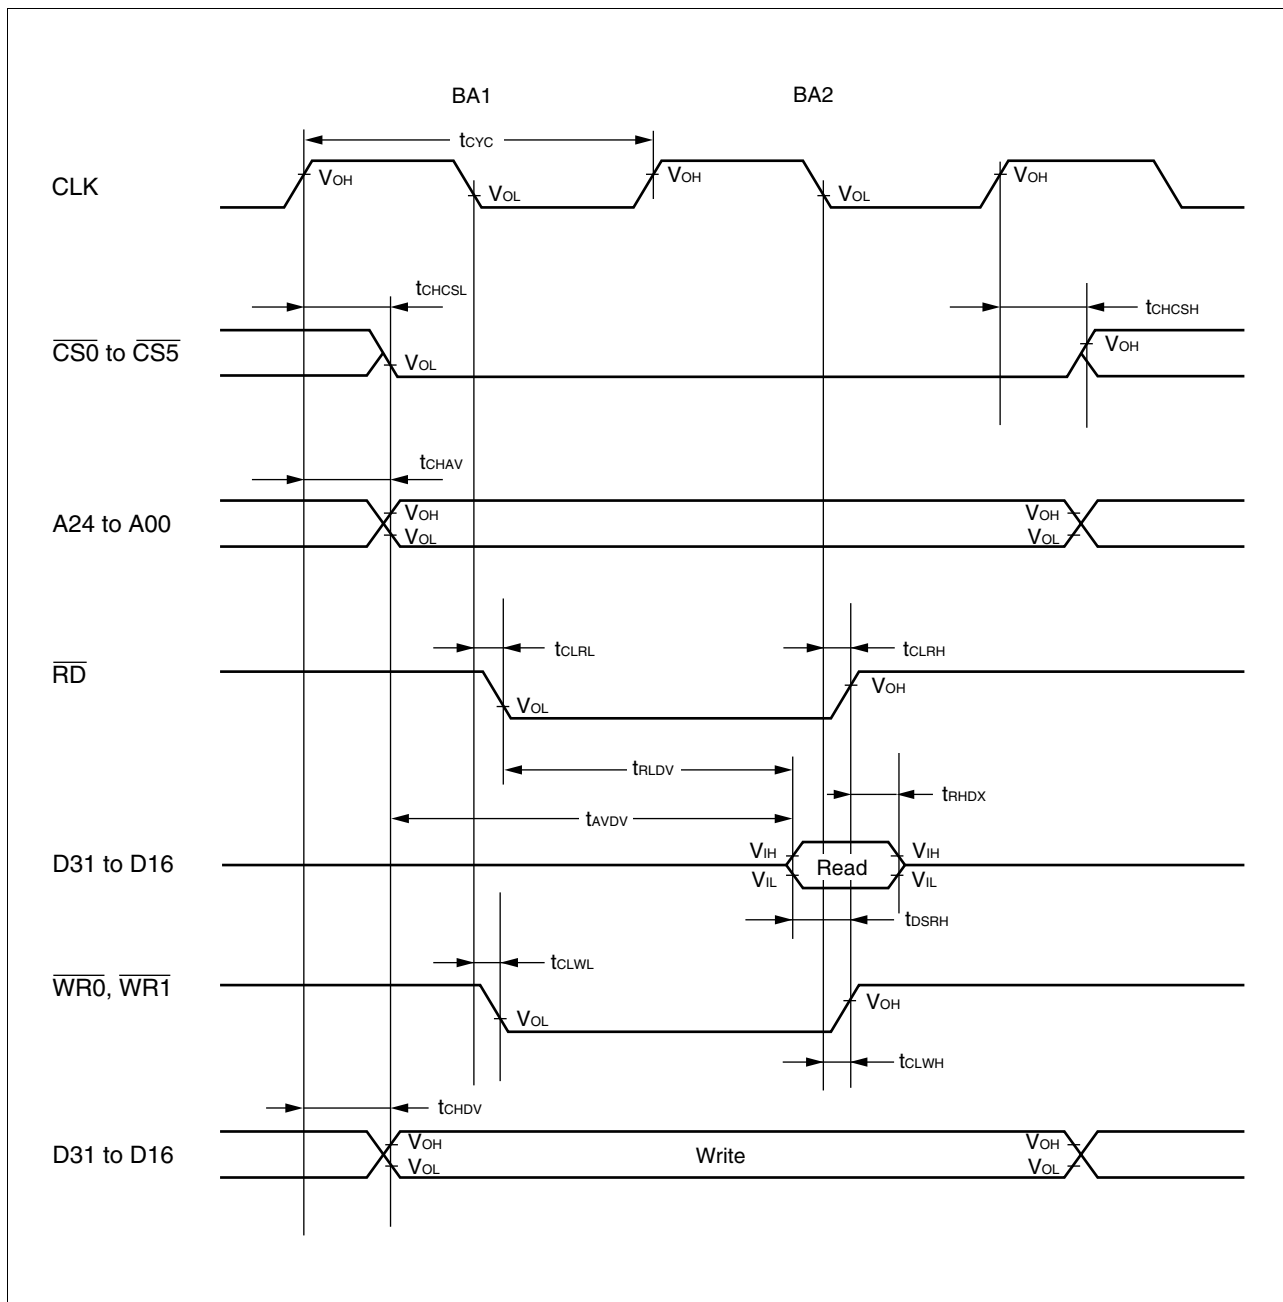 BA1 BA2
tCYC
CLK VOH VOL VOH VOL VOH
tCHCSL tCHCSH
CS0 to CS5 VOL VOH
tCHAV
A24 to A00 VOH VOL VOH VOL
tCLRL tCLRH
RD VOL VOH
tRLDV
tRHDX
tAVDV
D31 to D16 VIH VIL Read VIH VIL
tDSRH
tCLWL
WR0, WR1 VOL VOH
tCLWH
tCHDV
D31 to D16 VOH VOL Write VOH VOL